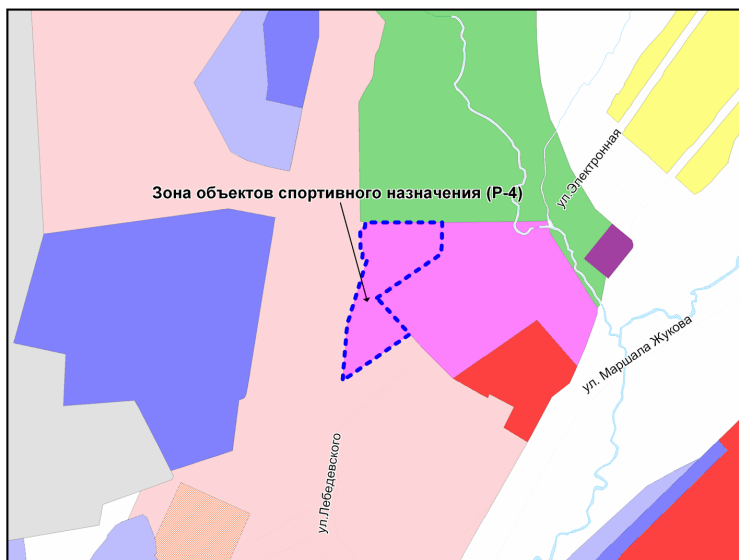 ул.Электронная
Зона объектов спортивного назначения (Р-4)
ул. Маршала Жукова
ул.Лебедевского